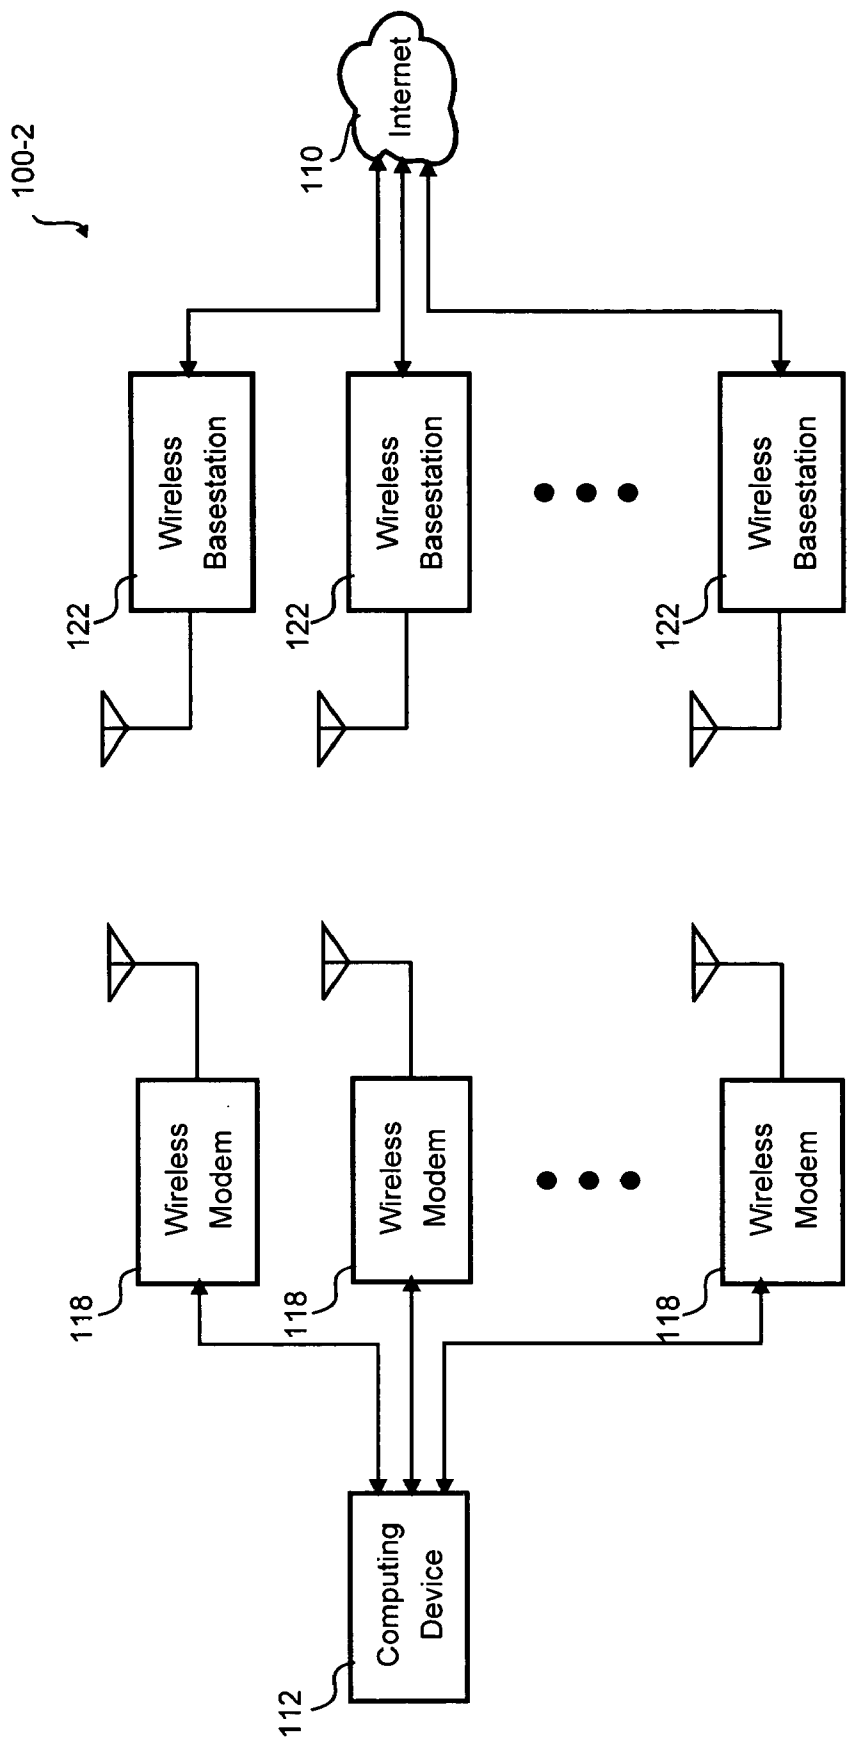 100-2
118
Wireless
Modem
122
Wireless
Basestation
110
Internet
112
Computing
Device
118
Wireless
Modem
122
Wireless
Basestation
118
Wireless
Modem
122
Wireless
Basestation